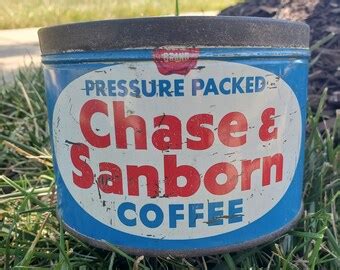 PRESSURE PACKED
Chase &
Sanborn
COFFEE